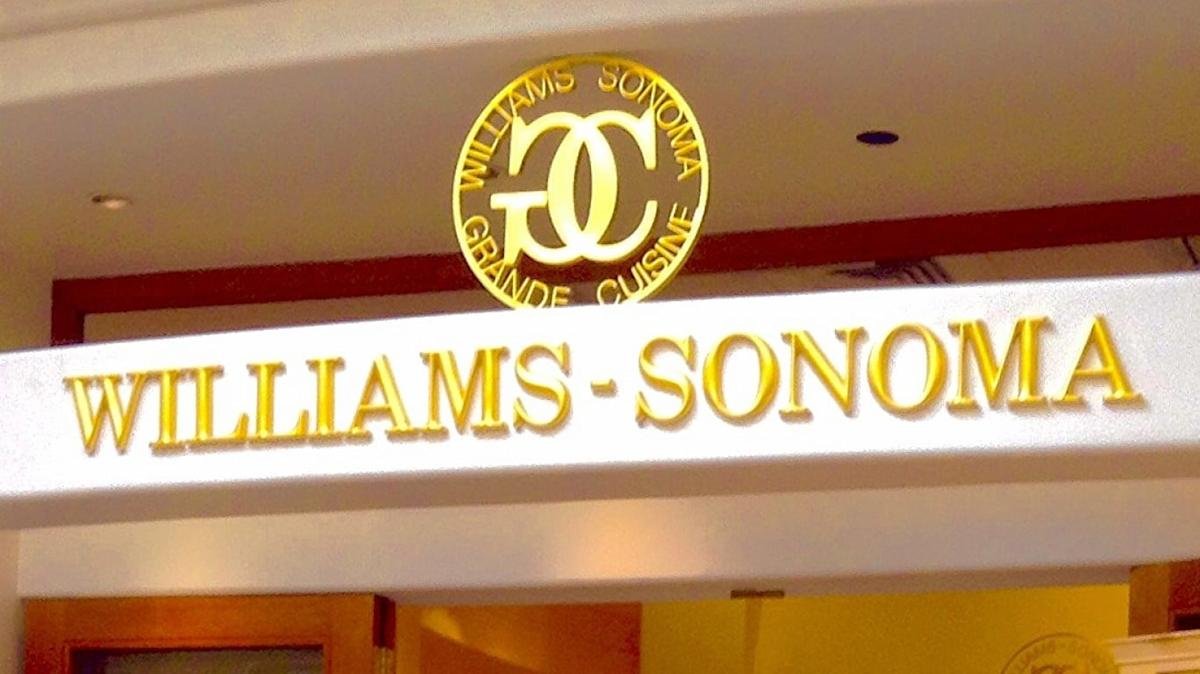 WILLIAMS SONOMA
GC
GRANDE CUISINE
WILLIAMS-SONOMA